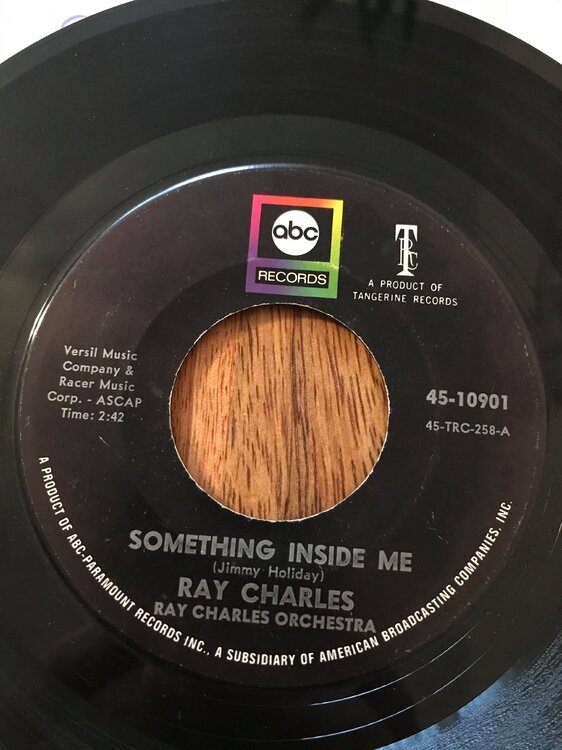 abc
RECORDS
TRC
A PRODUCT OF
TANGERINE RECORDS
Versil Music
Company &
Racer Music
Corp. - ASCAP
Time: 2:42
45-10901
45-TRC-258-A
SOMETHING INSIDE ME
(Jimmy Holiday)
RAY CHARLES
RAY CHARLES ORCHESTRA
A PRODUCT OF ABC-PARAMOUNT RECORDS INC., A SUBSIDIARY OF AMERICAN BROADCASTING COMPANIES, INC.